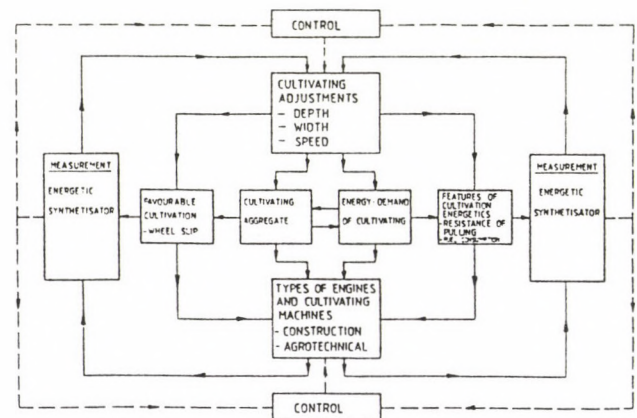 CONTROL
CULTIVATING
ADJUSTMENTS
- DEPTH
- WIDTH
- SPEED
MEASUREMENT
ENERGETIC
SYNTHETISATOR
FAVOURABLE
CULTIVATION
- WHEEL SLIP
CULTIVATING
AGGREGATE
ENERGY-DEMAND
OF CULTIVATING
FEATURES OF
CULTIVATION
ENERGETICS
- RESISTANCE OF
PULLING
CONSUMPTION
MEASUREMENT
ENERGETIC
SYNTHETISATOR
TYPES OF ENGINES
AND CULTIVATING
MACHINES
- CONSTRUCTION
- AGROTECHNICAL
CONTROL